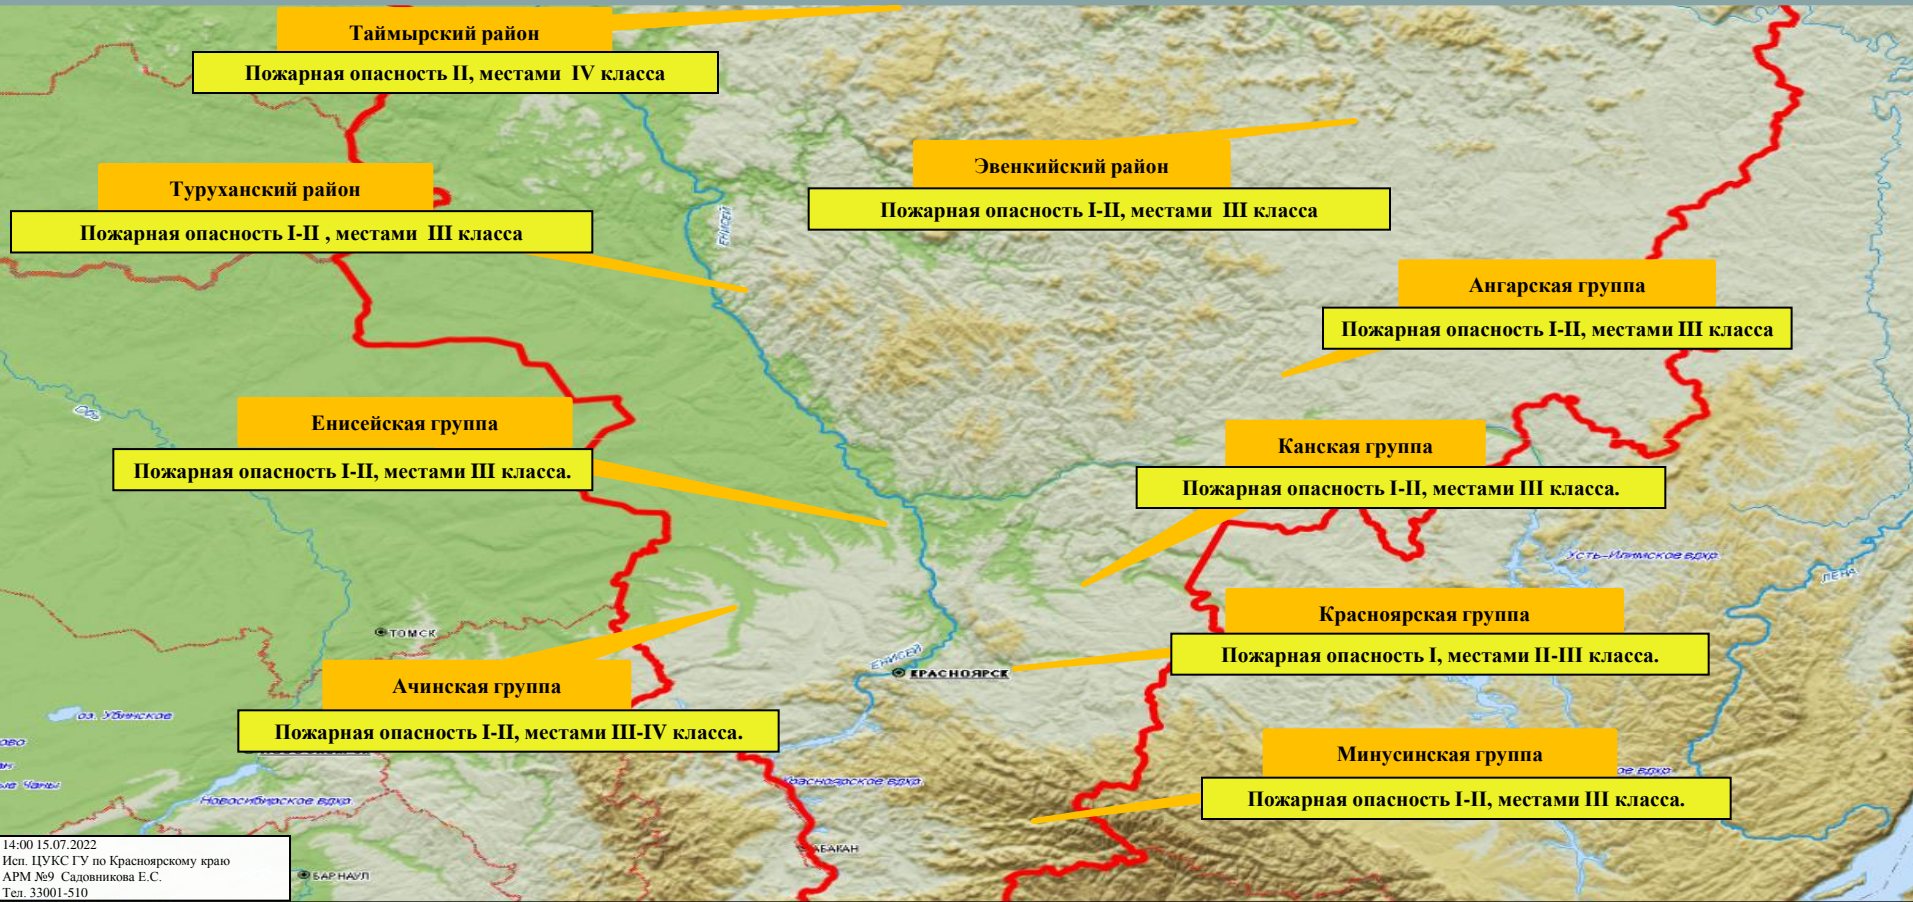 Таймырский район
Пожарная опасность II, местами IV класса
Эвенкийский район
Пожарная опасность I-II, местами III класса
Туруханский район
Пожарная опасность I-II , местами III класса
ЕНИСЕЙ
Ангарская группа
Пожарная опасность I-II, местами III класса
Обь
Енисейская группа
Пожарная опасность I-II, местами III класса.
Канская группа
Пожарная опасность I-II, местами III класса.
Усть-Илимское вдхр.
ЛЕНА
Красноярская группа
Пожарная опасность I, местами II-III класса.
ТОМСК
ЕНИСЕЙ
КРАСНОЯРСК
Ачинская группа
Пожарная опасность I-II, местами III-IV класса.
оз. Убинское
Минусинская группа
Пожарная опасность I-II, местами III класса.
Красноярское вдхр.
Новосибирское вдхр.
АБАКАН
БАРНАУЛ
14:00 15.07.2022
Исп. ЦУКС ГУ по Красноярскому краю
АРМ №9 Садовникова Е.С.
Тел. 33001-510